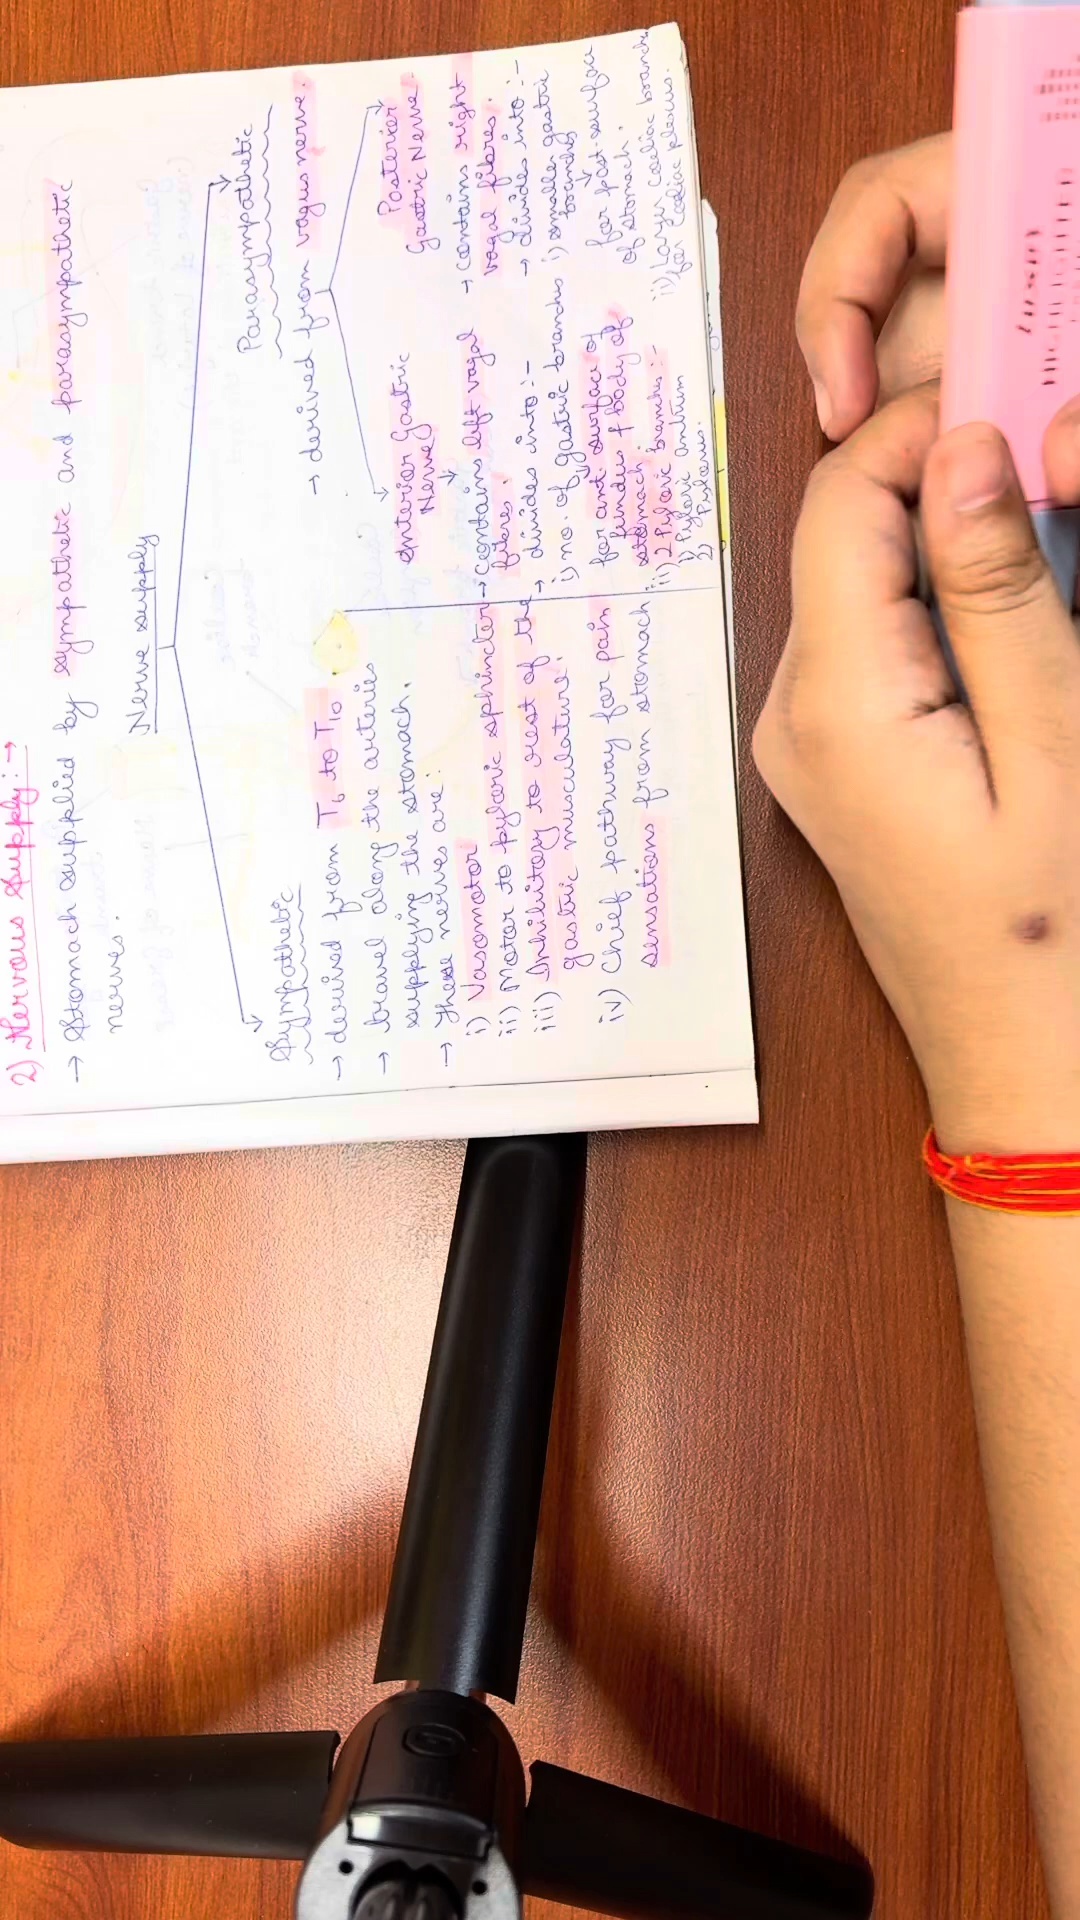 2) Nervous Supply:→
→ Stomach supplied by sympathetic and parasympathetic
nerves.
Nerve supply
Sympathetic
→ derived from T6 to T10
→ travel along the arteries
supplying the stomach.
→ These nerves are:
i) Vasomotor
ii) Motor to pyloric sphincter
iii) Inhibitory to rest of the
gastric musculature.
iv) Chief pathway for pain
sensations from stomach
Parasympathetic
→ derived from vagus nerve.
Anterior Gastric
Nerve
→ contains left vagal
fibres.
→ divides into :-
i) no. of gastric branches
for ant surface of
fundus & body of
stomach
ii) 2 Pyloric branches:-
1) Pyloric antrum
2) Pylorus.
Posterior
Gastric Nerve
→ contains right
vagal fibres.
→ divides into :-
i) smaller gastric
branches
for post. surface
of stomach.
ii) Larger coeliac branch
for coeliac plexus.